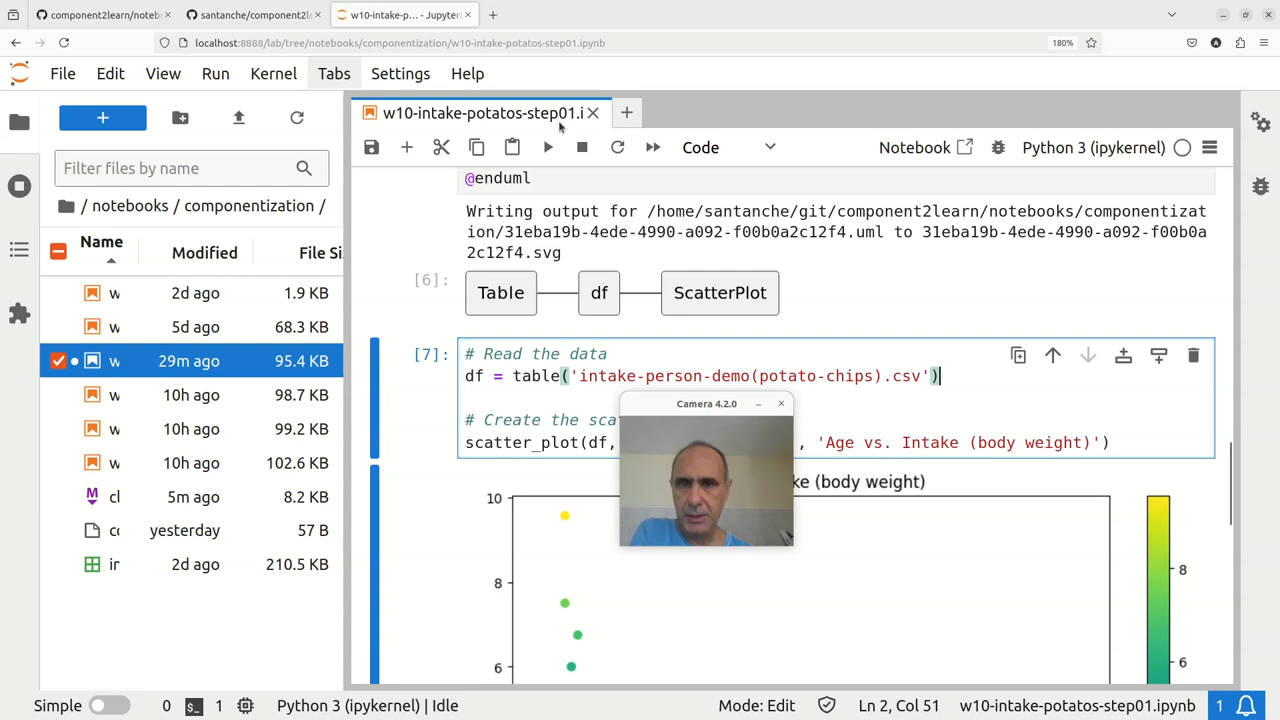 component2learn/noteb
santanche/component2le
w10-intake-p… - Jupyter
localhost:8888/lab/tree/notebooks/componentization/w10-intake-potatos-step01.ipynb
180%
File Edit View Run Kernel Tabs Settings Help
w10-intake-potatos-step01.i
Filter files by name
/ notebooks / componentization /
Name Modified File Si
w 2d ago 1.9 KB
w 5d ago 68.3 KB
w 29m ago 95.4 KB
w 10h ago 98.7 KB
w 10h ago 99.2 KB
w 10h ago 102.6 KB
cl 5m ago 8.2 KB
co yesterday 57 B
in 2d ago 210.5 KB
Code Notebook Python 3 (ipykernel)
@enduml
Writing output for /home/santanche/git/component2learn/notebooks/componentizat
ion/31eba19b-4ede-4990-a092-f00b0a2c12f4.uml to 31eba19b-4ede-4990-a092-f00b0a
2c12f4.svg
[6]: Table df ScatterPlot
[7]: # Read the data
df = table('intake-person-demo(potato-chips).csv')
# Create the sca
scatter_plot(df, , 'Age vs. Intake (body weight)')
Camera 4.2.0
ke (body weight)
10
8
6
8
6
Simple 0 1 Python 3 (ipykernel) | Idle Mode: Edit Ln 2, Col 51 w10-intake-potatos-step01.ipynb 1